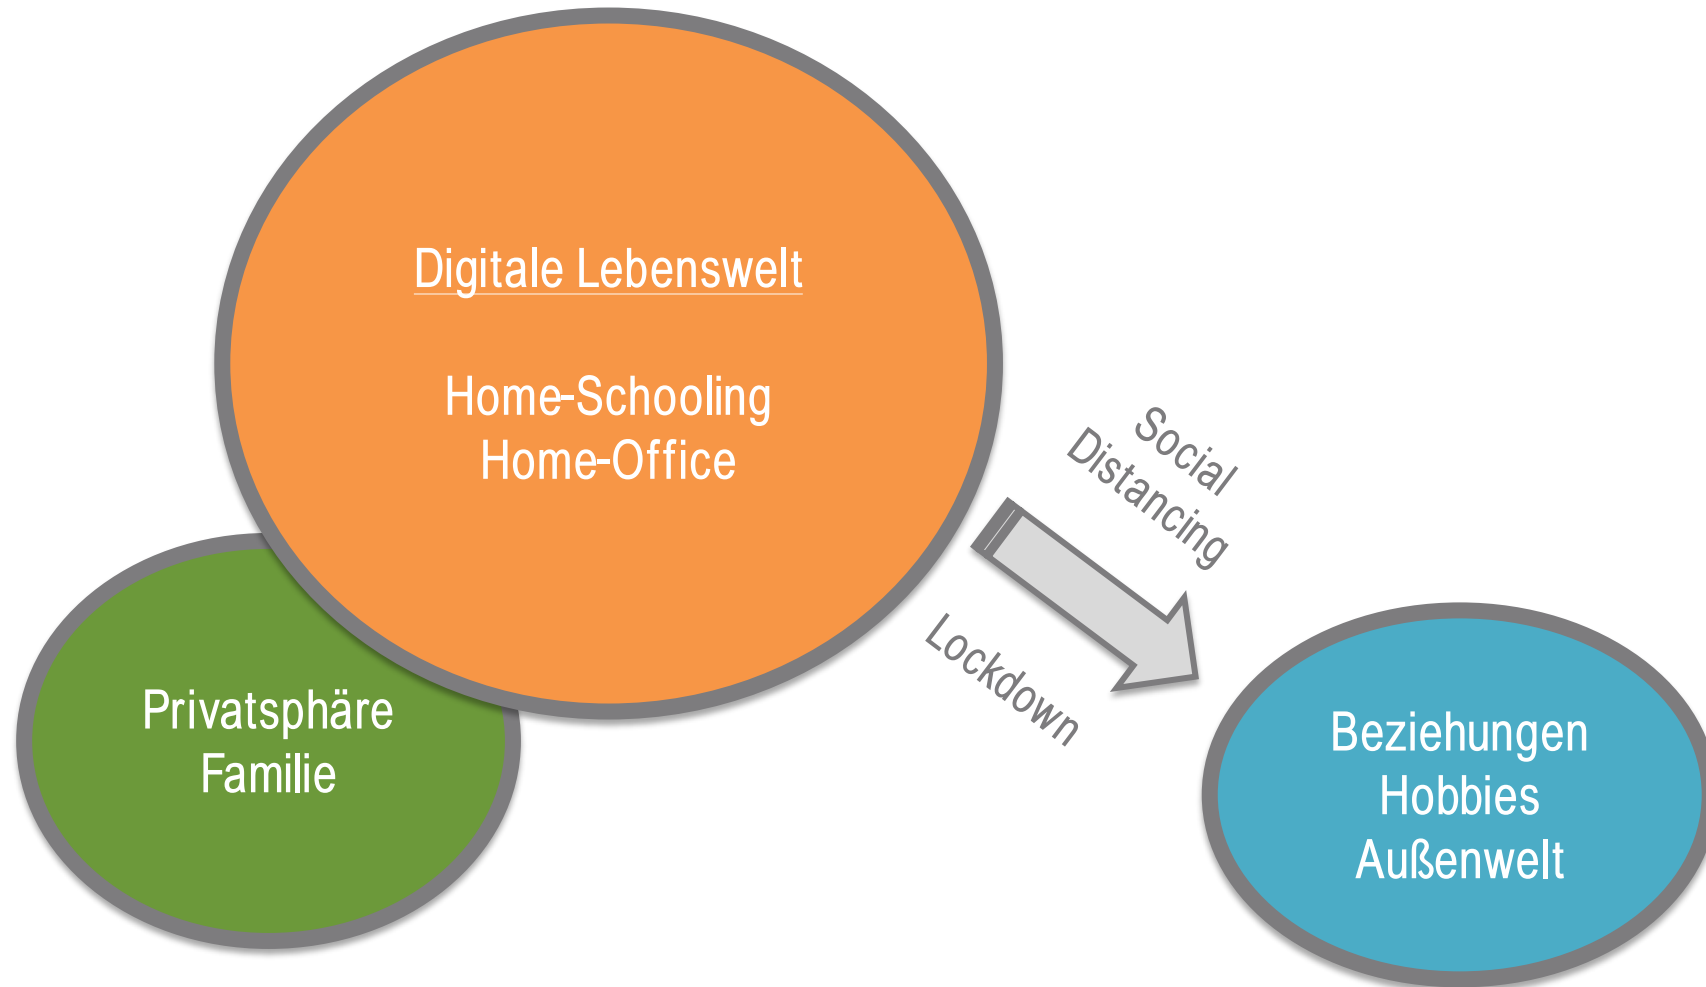 Digitale Lebenswelt
Home-Schooling
Home-Office
Social
Distancing
Lockdown
Privatsphäre
Familie
Beziehungen
Hobbies
Außenwelt